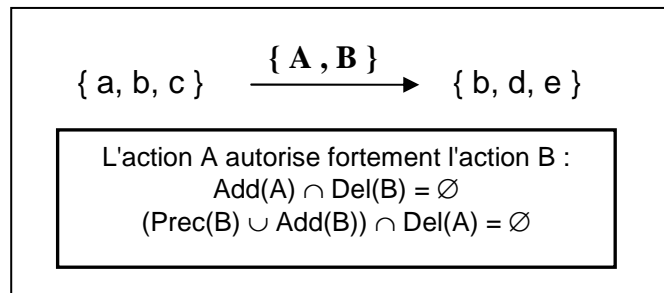 { A , B }
{ a, b, c } { b, d, e }
L'action A autorise fortement l'action B :
Add(A) ∩ Del(B) = ∅
(Prec(B) ∪ Add(B)) ∩ Del(A) = ∅